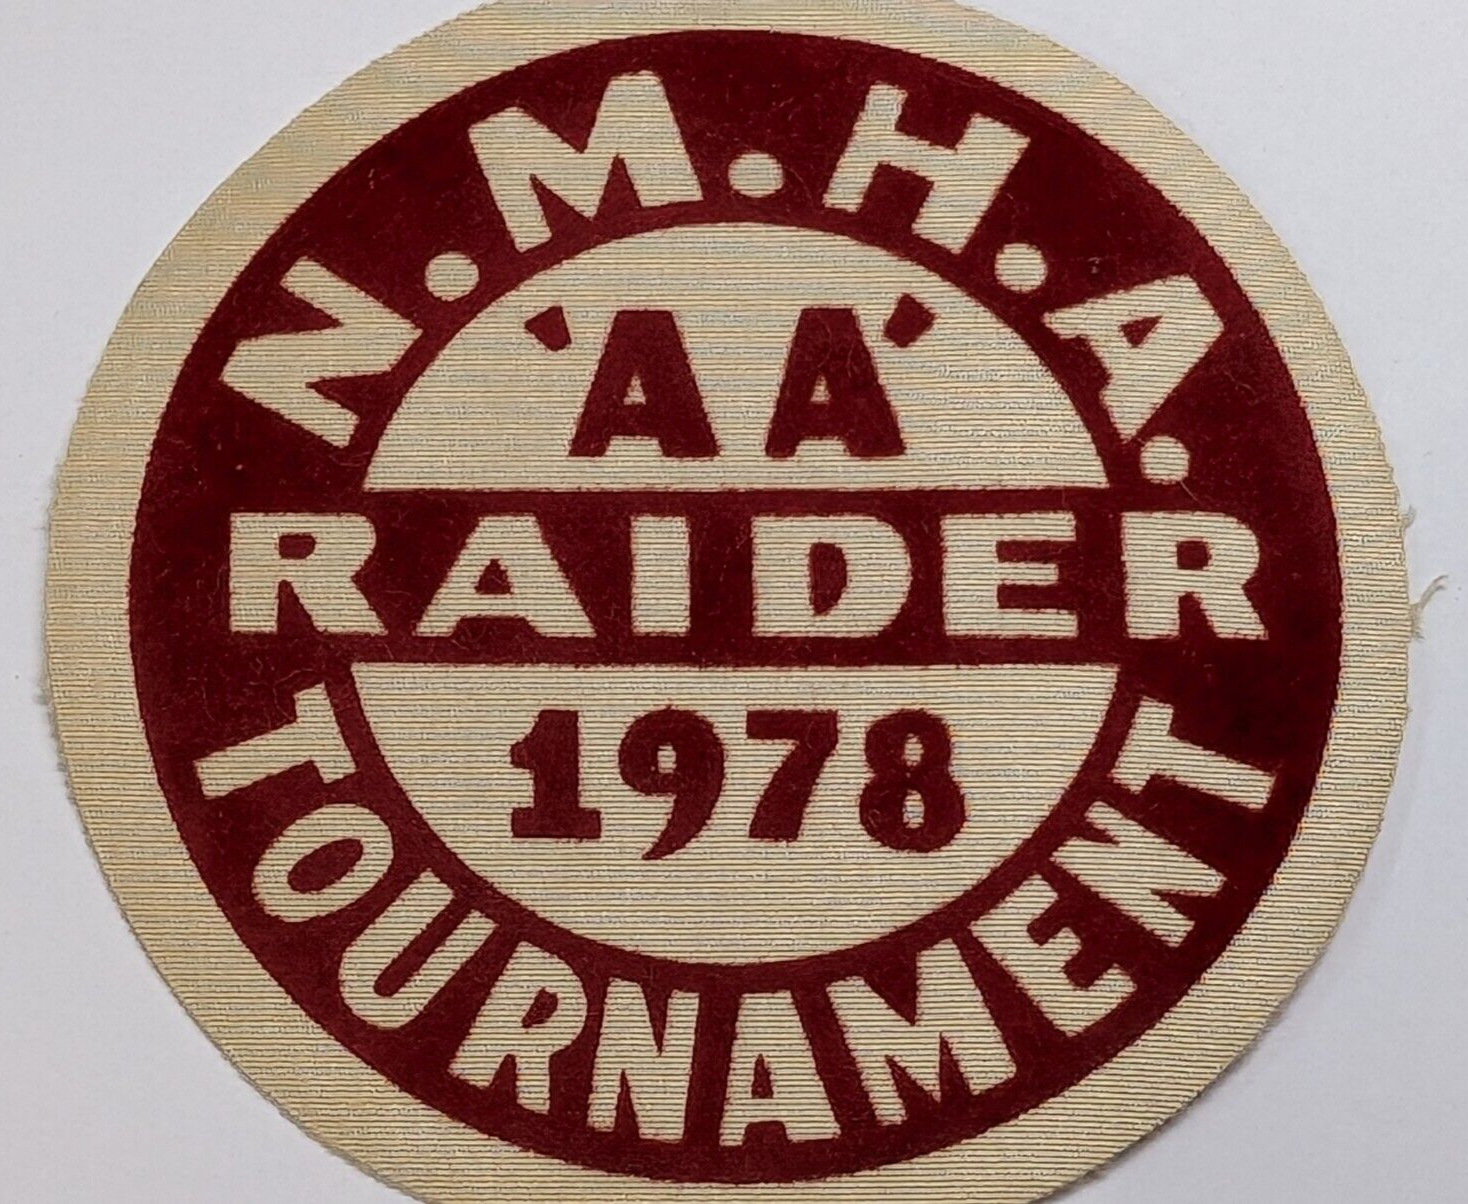 N.M.H.A.
'AA'
RAIDER
1978
TOURNAMENT